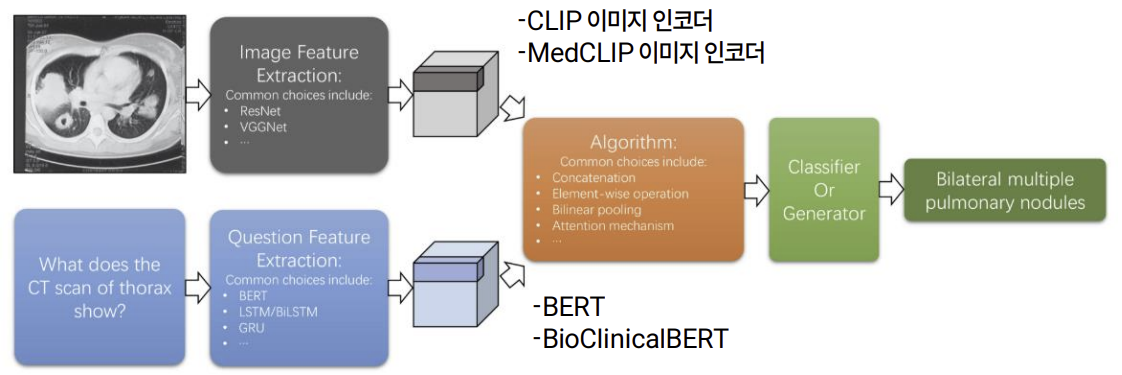 -CLIP 이미지 인코더
-MedCLIP 이미지 인코더
Image Feature
Extraction:
Common choices include:
• ResNet
• VGGNet
• ...
Algorithm:
Common choices include:
• Concatenation
• Element-wise operation
• Bilinear pooling
• Attention mechanism
• ...
Classifier
Or
Generator
Bilateral multiple
pulmonary nodules
What does the
CT scan of thorax
show?
Question Feature
Extraction:
Common choices include:
• BERT
• LSTM/BiLSTM
• GRU
• ...
-BERT
-BioClinicalBERT